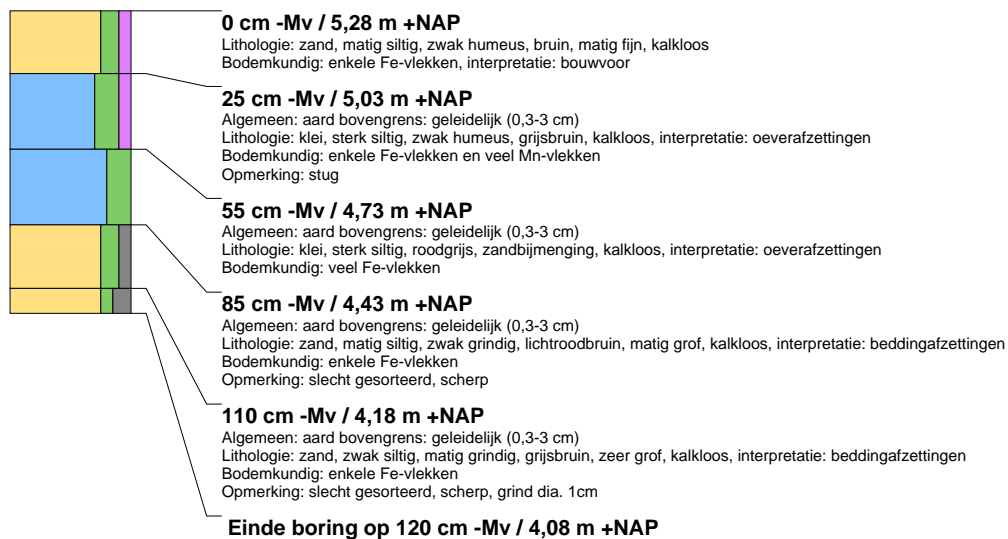 0 cm -Mv / 5,28 m +NAP
Lithologie: zand, matig siltig, zwak humeus, bruin, matig fijn, kalkloos
Bodemkundig: enkele Fe-vlekken, interpretatie: bouwvoor
25 cm -Mv / 5,03 m +NAP
Algemeen: aard bovengrens: geleidelijk (0,3-3 cm)
Lithologie: klei, sterk siltig, zwak humeus, grijsbruin, kalkloos, interpretatie: oeverafzettingen
Bodemkundig: enkele Fe-vlekken en veel Mn-vlekken
Opmerking: stug
55 cm -Mv / 4,73 m +NAP
Algemeen: aard bovengrens: geleidelijk (0,3-3 cm)
Lithologie: klei, sterk siltig, roodgrijs, zandbijmenging, kalkloos, interpretatie: oeverafzettingen
Bodemkundig: veel Fe-vlekken
85 cm -Mv / 4,43 m +NAP
Algemeen: aard bovengrens: geleidelijk (0,3-3 cm)
Lithologie: zand, matig siltig, zwak grindig, lichtroodbruin, matig grof, kalkloos, interpretatie: beddingafzettingen
Bodemkundig: enkele Fe-vlekken
Opmerking: slecht gesorteerd, scherp
110 cm -Mv / 4,18 m +NAP
Algemeen: aard bovengrens: geleidelijk (0,3-3 cm)
Lithologie: zand, zwak siltig, matig grindig, grijsbruin, zeer grof, kalkloos, interpretatie: beddingafzettingen
Bodemkundig: enkele Fe-vlekken
Opmerking: slecht gesorteerd, scherp, grind dia. 1cm
Einde boring op 120 cm -Mv / 4,08 m +NAP